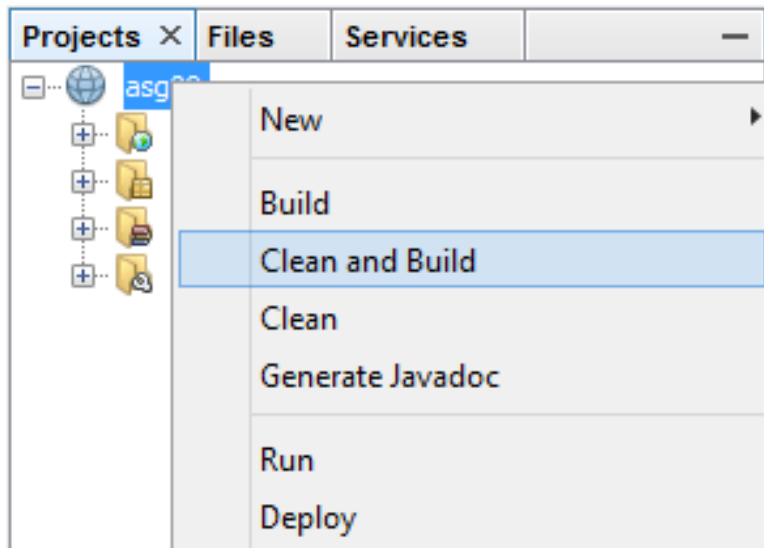 Projects Files Services
New
Build
Clean and Build
Clean
Generate Javadoc
Run
Deploy